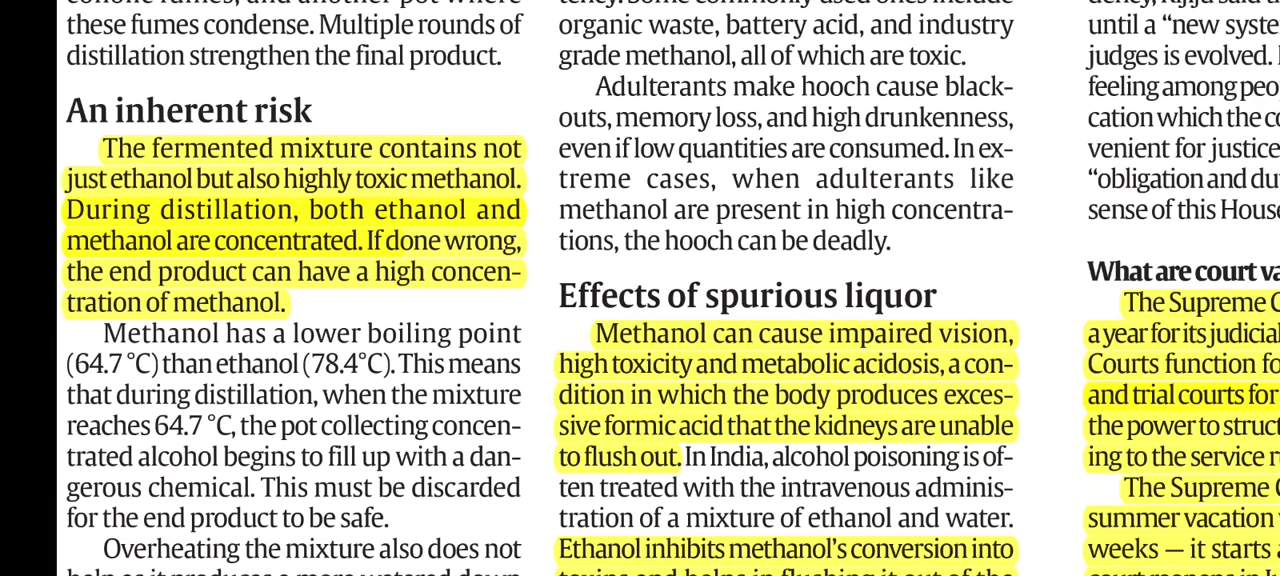 these fumes condense. Multiple rounds of
distillation strengthen the final product.
An inherent risk
The fermented mixture contains not
just ethanol but also highly toxic methanol.
During distillation, both ethanol and
methanol are concentrated. If done wrong,
the end product can have a high concen-
tration of methanol.
Methanol has a lower boiling point
(64.7 °C) than ethanol (78.4°C). This means
that during distillation, when the mixture
reaches 64.7 °C, the pot collecting concen-
trated alcohol begins to fill up with a dan-
gerous chemical. This must be discarded
for the end product to be safe.
Overheating the mixture also does not
organic waste, battery acid, and industry
grade methanol, all of which are toxic.
Adulterants make hooch cause black-
outs, memory loss, and high drunkenness,
even if low quantities are consumed. In ex-
treme cases, when adulterants like
methanol are present in high concentra-
tions, the hooch can be deadly.
Effects of spurious liquor
Methanol can cause impaired vision,
high toxicity and metabolic acidosis, a con-
dition in which the body produces exces-
sive formic acid that the kidneys are unable
to flush out. In India, alcohol poisoning is of-
ten treated with the intravenous adminis-
tration of a mixture of ethanol and water.
Ethanol inhibits methanol's conversion into
toxins and helps in flushing it out of the
until a "new syste
judges is evolved.
feeling among peo
cation which the co
venient for justice
"obligation and du
sense of this House
What are court va
The Supreme C
a year for its judicial
Courts function fo
and trial courts for
the power to struct
ing to the service r
The Supreme C
summer vacation
weeks — it starts a